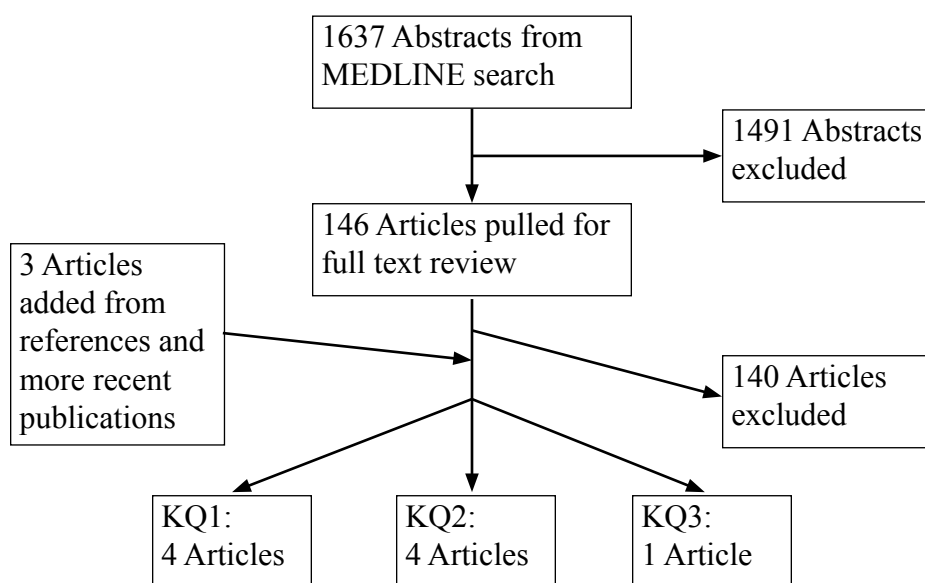 1637 Abstracts from
MEDLINE search
1491 Abstracts
excluded
146 Articles pulled for
full text review
3 Articles
added from
references and
more recent
publications
140 Articles
excluded
KQ1:
4 Articles
KQ2:
4 Articles
KQ3:
1 Article